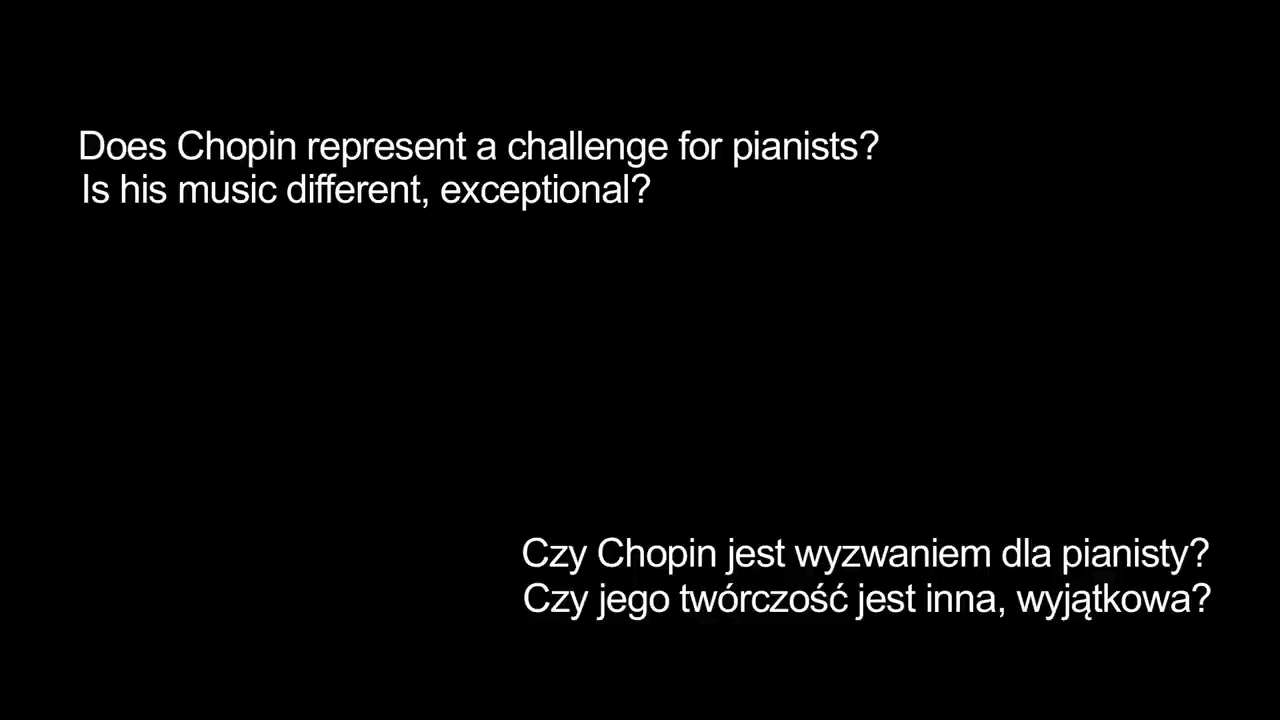 Does Chopin represent a challenge for pianists?
Is his music different, exceptional?
Czy Chopin jest wyzwaniem dla pianisty?
Czy jego twórczość jest inna, wyjątkowa?